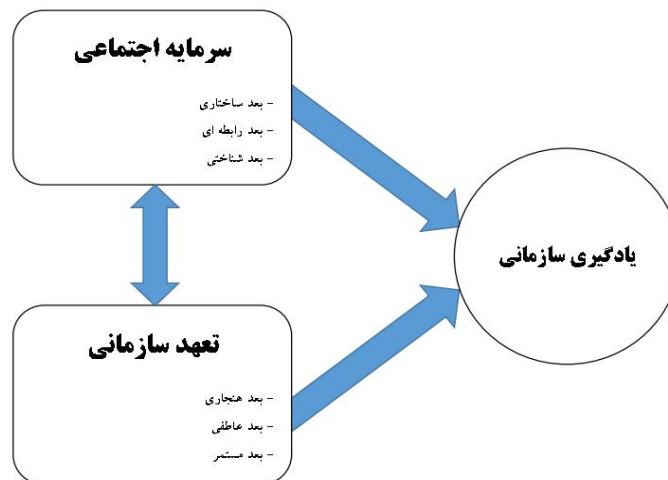 سرمایه اجتماعی
- بعد ساختاری
- بعد رابطه ای
- بعد شناختی
یادگیری سازمانی
تعهد سازمانی
- بعد هنجاری
- بعد عاطفی
- بعد مستمر